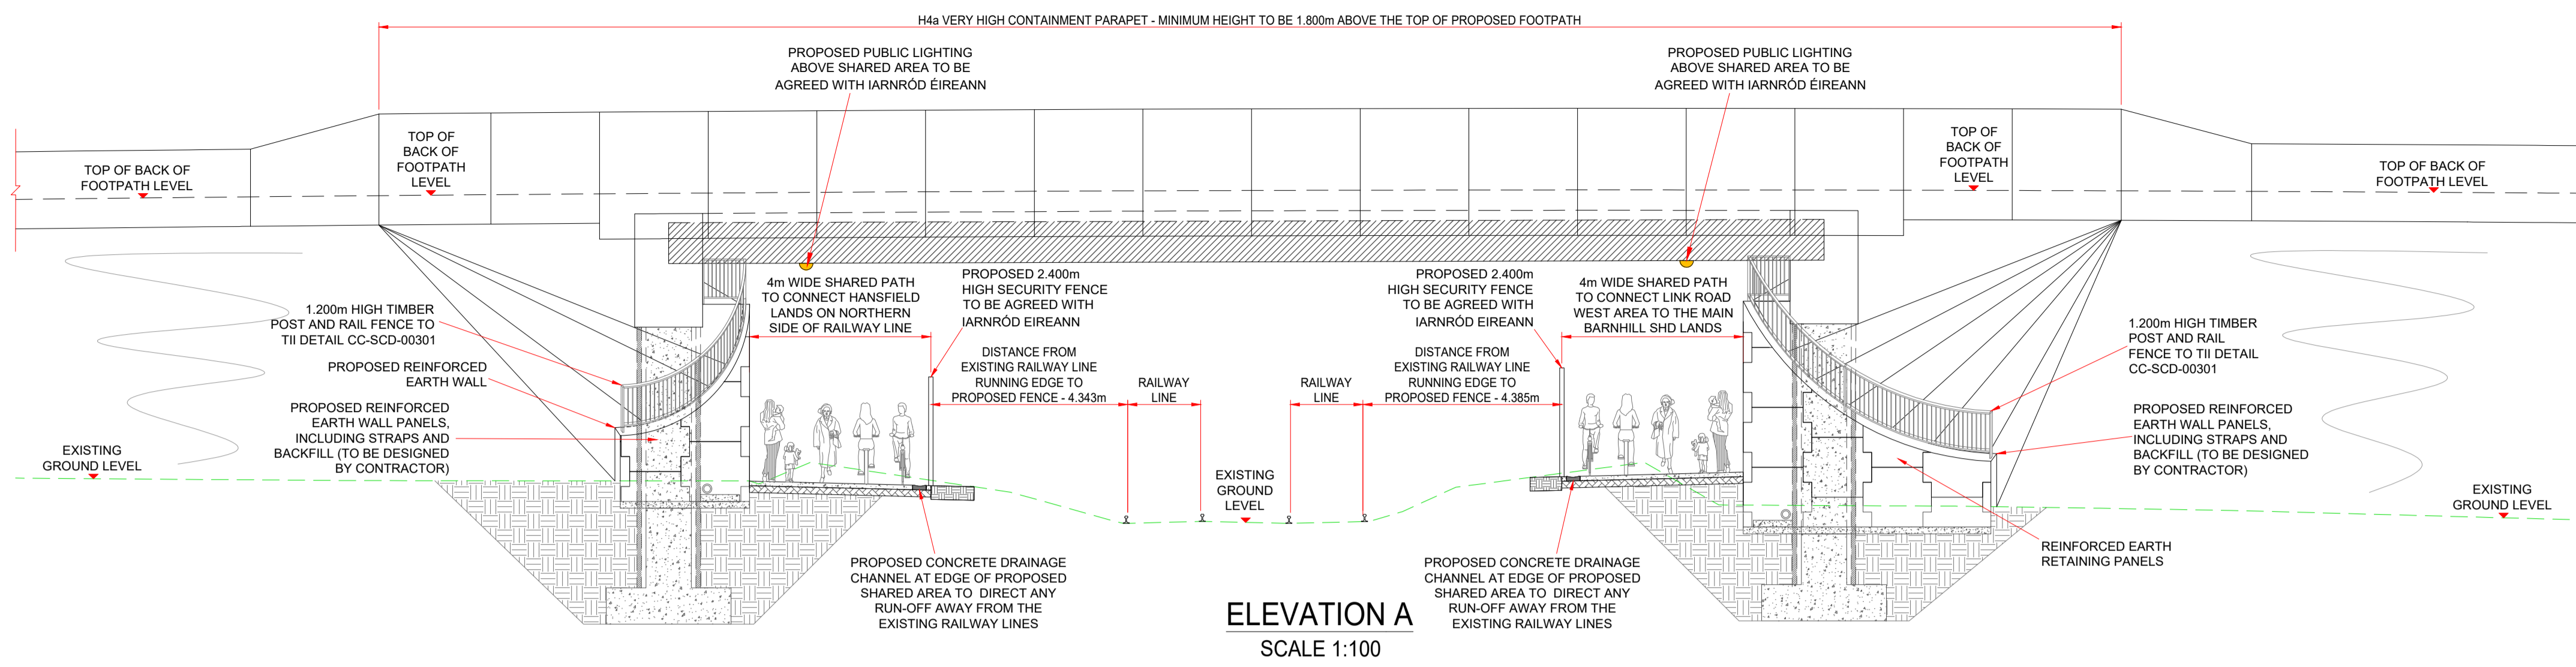 H4a VERY HIGH CONTAINMENT PARAPET - MINIMUM HEIGHT TO BE 1.800m ABOVE THE TOP OF PROPOSED FOOTPATH
PROPOSED PUBLIC LIGHTING
ABOVE SHARED AREA TO BE
AGREED WITH IARNRÓD ÉIREANN
PROPOSED PUBLIC LIGHTING
ABOVE SHARED AREA TO BE
AGREED WITH IARNRÓD ÉIREANN
TOP OF BACK OF
FOOTPATH LEVEL
TOP OF
BACK OF
FOOTPATH
LEVEL
TOP OF
BACK OF
FOOTPATH
LEVEL
TOP OF BACK OF
FOOTPATH LEVEL
1.200m HIGH TIMBER
POST AND RAIL FENCE TO
TII DETAIL CC-SCD-00301
PROPOSED REINFORCED
EARTH WALL
PROPOSED REINFORCED
EARTH WALL PANELS,
INCLUDING STRAPS AND
BACKFILL (TO BE DESIGNED
BY CONTRACTOR)
EXISTING
GROUND LEVEL
4m WIDE SHARED PATH
TO CONNECT HANSFIELD
LANDS ON NORTHERN
SIDE OF RAILWAY LINE
PROPOSED 2.400m
HIGH SECURITY FENCE
TO BE AGREED WITH
IARNRÓD EIREANN
DISTANCE FROM
EXISTING RAILWAY LINE
RUNNING EDGE TO
PROPOSED FENCE - 4.343m
RAILWAY
LINE
EXISTING
GROUND
LEVEL
RAILWAY
LINE
PROPOSED 2.400m
HIGH SECURITY FENCE
TO BE AGREED WITH
IARNRÓD EIREANN
DISTANCE FROM
EXISTING RAILWAY LINE
RUNNING EDGE TO
PROPOSED FENCE - 4.385m
4m WIDE SHARED PATH
TO CONNECT LINK ROAD
WEST AREA TO THE MAIN
BARNHILL SHD LANDS
1.200m HIGH TIMBER
POST AND RAIL
FENCE TO TII DETAIL
CC-SCD-00301
PROPOSED REINFORCED
EARTH WALL PANELS,
INCLUDING STRAPS AND
BACKFILL (TO BE DESIGNED
BY CONTRACTOR)
EXISTING
GROUND LEVEL
REINFORCED EARTH
RETAINING PANELS
PROPOSED CONCRETE DRAINAGE
CHANNEL AT EDGE OF PROPOSED
SHARED AREA TO DIRECT ANY
RUN-OFF AWAY FROM THE
EXISTING RAILWAY LINES
PROPOSED CONCRETE DRAINAGE
CHANNEL AT EDGE OF PROPOSED
SHARED AREA TO DIRECT ANY
RUN-OFF AWAY FROM THE
EXISTING RAILWAY LINES
ELEVATION A
SCALE 1:100